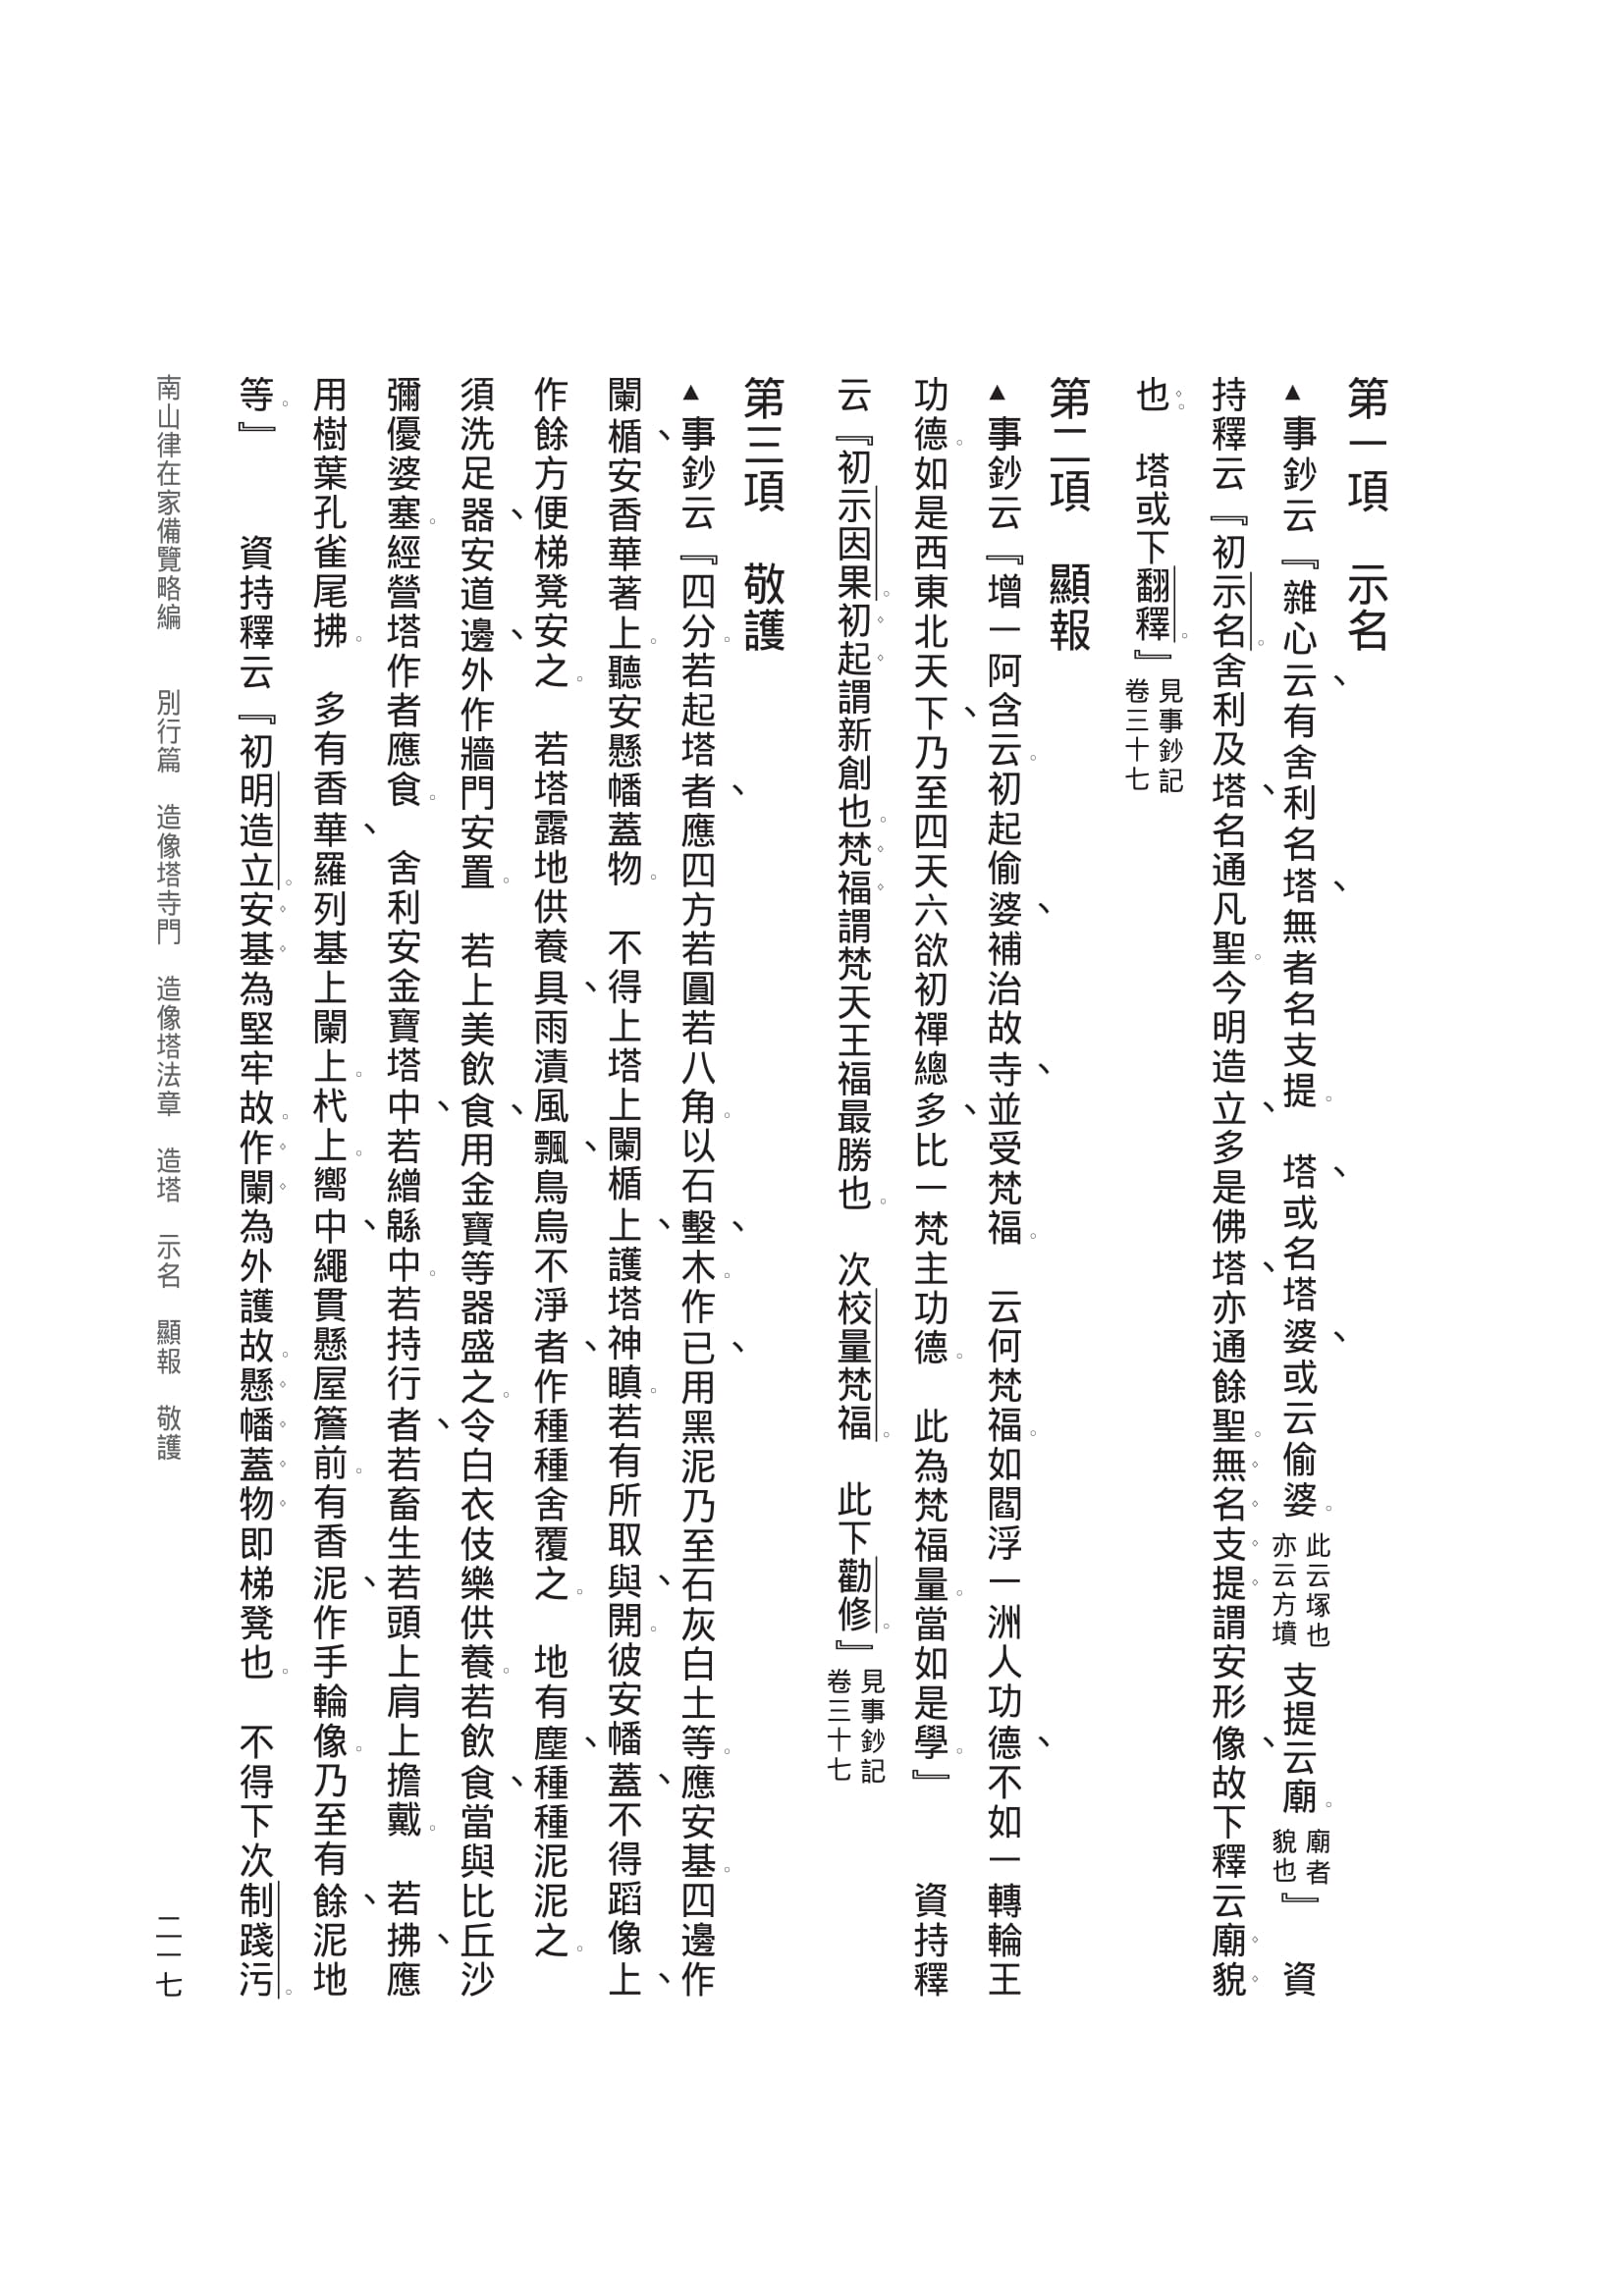 第一項　示名
▲事鈔云『雜心云、有舍利名塔、無者名支提。塔、或名塔婆、或云偷婆。此云塚也亦云方墳支提云廟。廟者貌也』　資
持釋云『初示名。舍利及塔、名通凡聖。今明造立、多是佛塔、亦通餘聖。無名支提謂安形像、故下釋云廟貌
也。塔或下翻釋。』見事鈔記卷三十七
第二項　顯報
▲事鈔云『增一阿含云。初起偷婆、補治故寺、並受梵福。云何梵福。如閻浮一洲人功德、不如一轉輪王
功德。如是西東北天下、乃至四天六欲初禪總多、比一梵主功德。此為梵福量。當如是學。』　資持釋
云『初示因果。初起謂新創也。梵福謂梵天王福最勝也。次校量梵福。此下勸修。』見事鈔記卷三十七
第三項　敬護
▲事鈔云『四分。若起塔者、應四方若圓若八角。以石墼、木。作已、用黑泥乃至石灰白土等。應安基。四邊作
闌楯、安香華著上。聽安懸幡蓋物。不得上塔上闌楯上、護塔神瞋。若有所取與、開。彼安幡蓋、不得蹈像上、
作餘方便梯凳安之。若塔露地供養具、雨漬風飄、鳥烏不淨者、作種種舍覆之。地有塵、種種泥泥之。
須洗足器、安道邊、外作牆門安置。若上美飲食、用金寶等器盛之。令白衣伎樂供養。若飲食、當與比丘沙
彌優婆塞。經營塔作者應食。舍利安金寶塔中、若繒緜中。若持行者、若畜生若頭上肩上擔戴。若拂、應
用樹葉孔雀尾拂。多有香華、羅列基上闌上。杙上。嚮中、繩貫懸屋簷前。有香泥、作手輪像。乃至有餘、泥地
等。』　資持釋云『初明造立。安基為堅牢故。作闌為外護故。懸幡蓋物即梯凳也。不得下次制踐污。
南山律在家備覽略編　別行篇　造像塔寺門　造像塔法章　造塔　示名　顯報　敬護　二一七